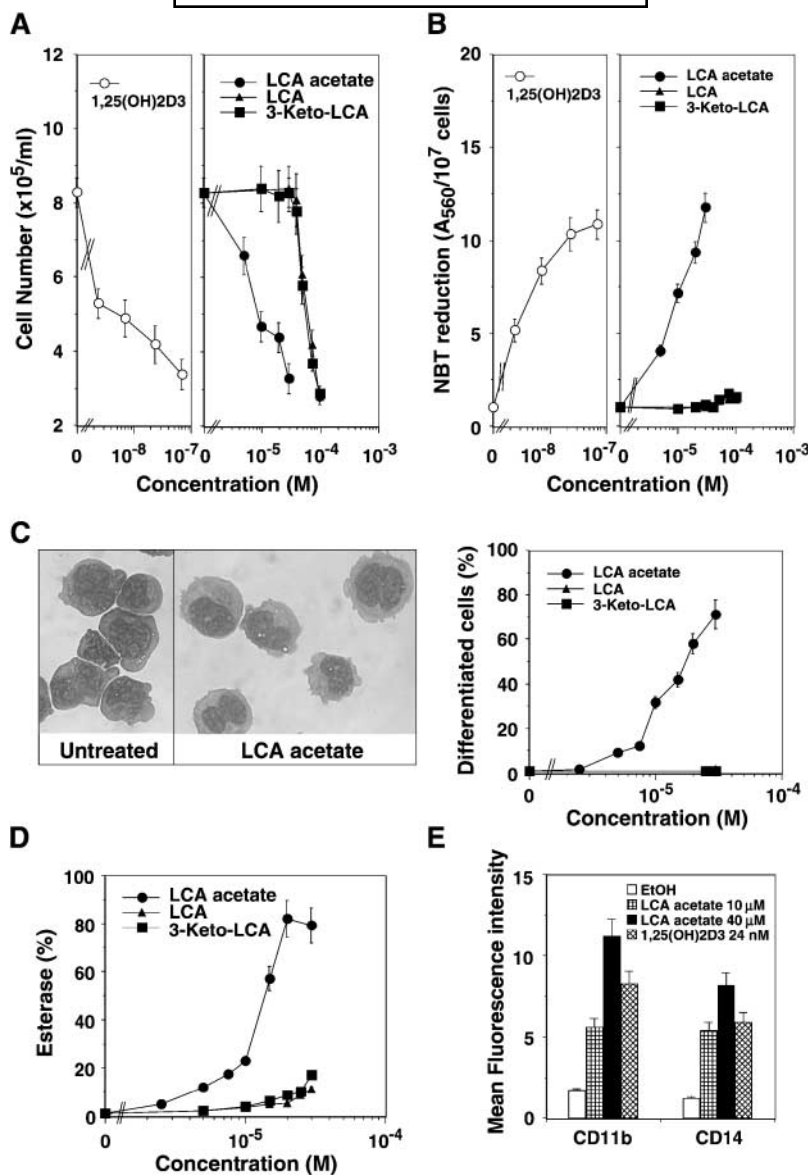 A
Cell Number (x10⁵/ml)
12
10
8
6
4
2
1,25(OH)2D3
LCA acetate
LCA
3-Keto-LCA
0
10⁻⁸
10⁻⁷
0
10⁻⁵
10⁻⁴
10⁻³
Concentration (M)
B
NBT reduction (A₅₆₀/10⁷ cells)
20
15
10
5
0
1,25(OH)2D3
LCA acetate
LCA
3-Keto-LCA
0
10⁻⁸
10⁻⁷
0
10⁻⁵
10⁻⁴
10⁻³
Concentration (M)
C
Untreated
LCA acetate
Differentiated cells (%)
100
80
60
40
20
0
LCA acetate
LCA
3-Keto-LCA
0
10⁻⁵
10⁻⁴
Concentration (M)
D
Esterase (%)
100
80
60
40
20
0
LCA acetate
LCA
3-Keto-LCA
0
10⁻⁵
10⁻⁴
Concentration (M)
E
Mean Fluorescence intensity
15
10
5
0
EtOH
LCA acetate 10 μM
LCA acetate 40 μM
1,25(OH)2D3 24 nM
CD11b
CD14